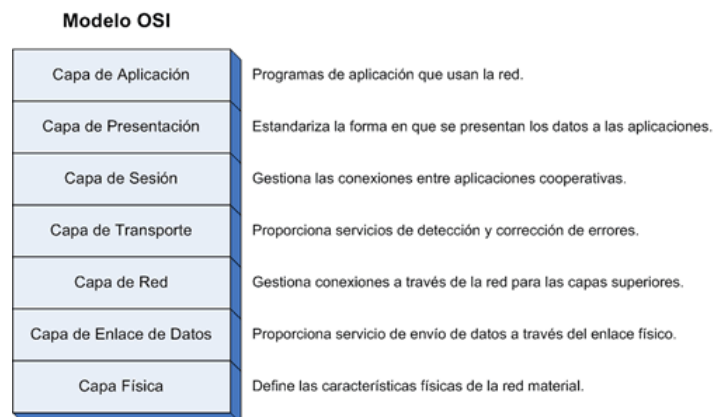 Modelo OSI
Capa de Aplicación
Programas de aplicación que usan la red.
Capa de Presentación
Estandariza la forma en que se presentan los datos a las aplicaciones.
Capa de Sesión
Gestiona las conexiones entre aplicaciones cooperativas.
Capa de Transporte
Proporciona servicios de detección y corrección de errores.
Capa de Red
Gestiona conexiones a través de la red para las capas superiores.
Capa de Enlace de Datos
Proporciona servicio de envío de datos a través del enlace físico.
Capa Física
Define las características físicas de la red material.